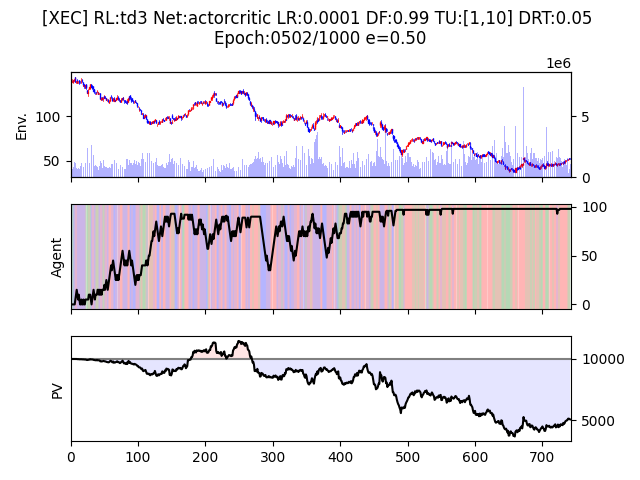 [XEC] RL:td3 Net:actorcritic LR:0.0001 DF:0.99 TU:[1,10] DRT:0.05
Epoch:0502/1000 e=0.50
1e6
Env.
100
50
5
0
Agent
100
50
0
PV
10000
5000
0 100 200 300 400 500 600 700